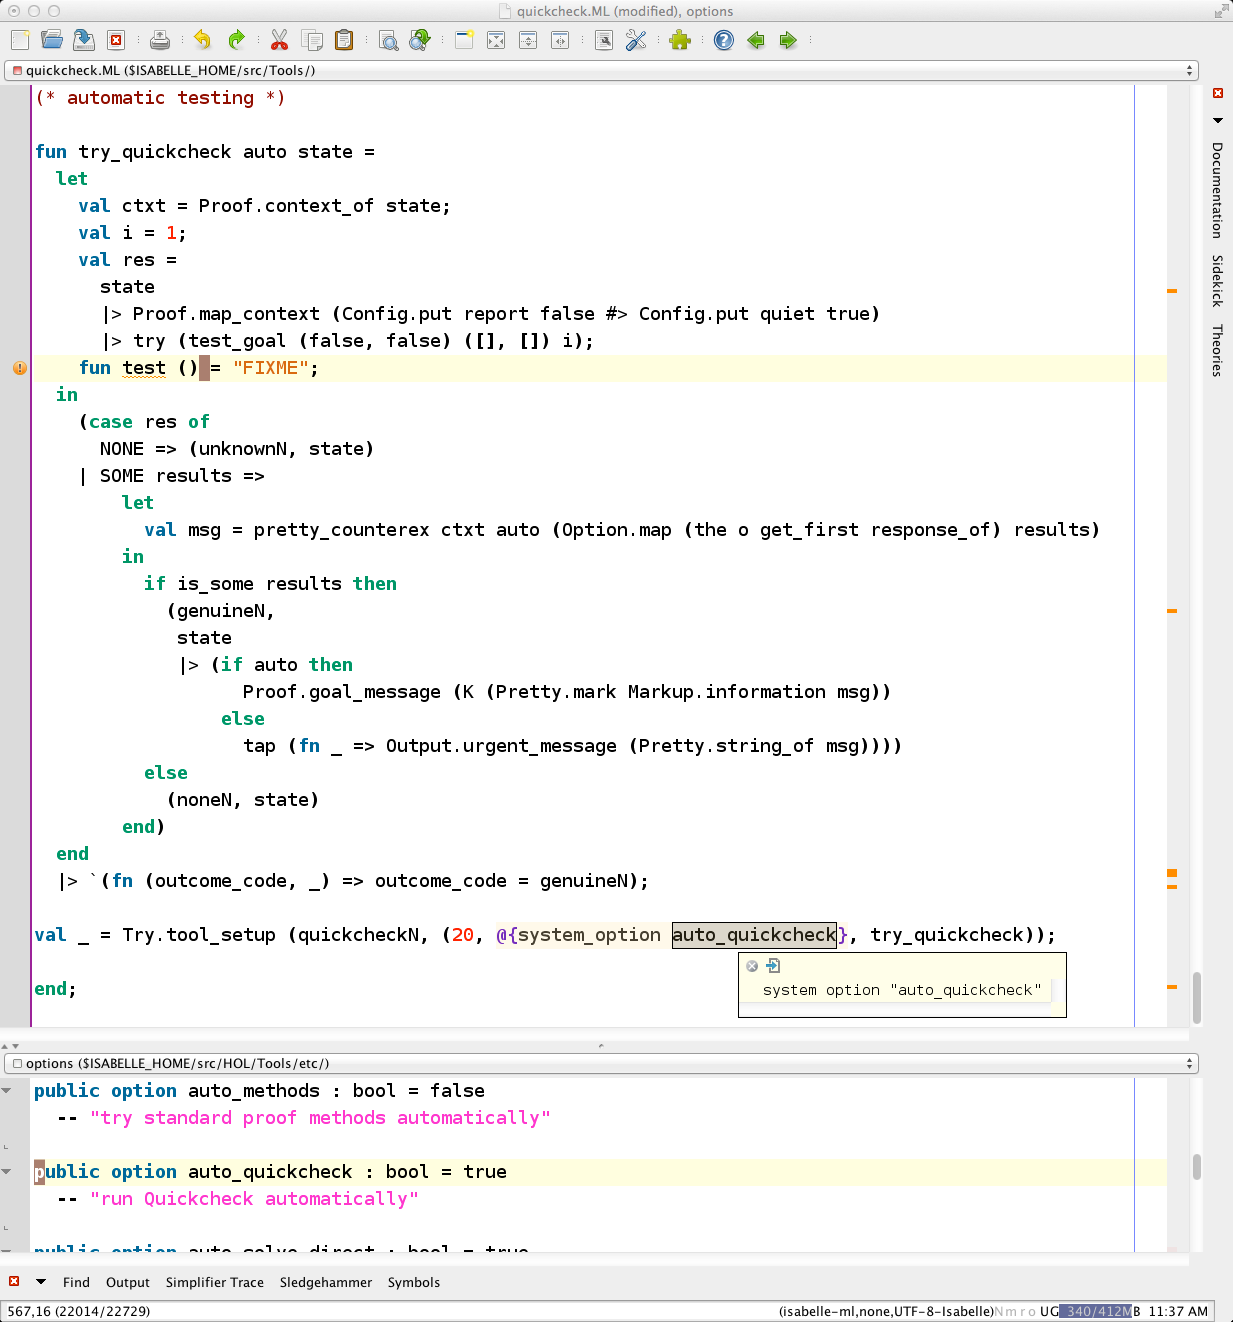 quickcheck.ML (modified), options
quickcheck.ML ($ISABELLE_HOME/src/Tools/)
(* automatic testing *)
fun try_quickcheck auto state =
let
val ctxt = Proof.context_of state;
val i = 1;
val res =
state
|> Proof.map_context (Config.put report false #> Config.put quiet true)
|> try (test_goal (false, false) ([], []) i);
fun test () = "FIXME";
in
(case res of
NONE => (unknownN, state)
| SOME results =>
let
val msg = pretty_counterex ctxt auto (Option.map (the o get_first response_of) results)
in
if is_some results then
(genuineN,
state
|> (if auto then
Proof.goal_message (K (Pretty.mark Markup.information msg))
else
tap (fn _ => Output.urgent_message (Pretty.string_of msg))))
else
(noneN, state)
end)
end
|> `(fn (outcome_code, _) => outcome_code = genuineN);
val _ = Try.tool_setup (quickcheckN, (20, @{system_option auto_quickcheck}, try_quickcheck));
system option "auto_quickcheck"
end;
Documentation
Sidekick
Theories
options ($ISABELLE_HOME/src/HOL/Tools/etc/)
public option auto_methods : bool = false
-- "try standard proof methods automatically"
public option auto_quickcheck : bool = true
-- "run Quickcheck automatically"
public option auto_solve_direct : bool = true
Find Output Simplifier Trace Sledgehammer Symbols
567,16 (22014/22729)
(isabelle-ml,none,UTF-8-Isabelle)Nmro UG 340/412MB 11:37 AM